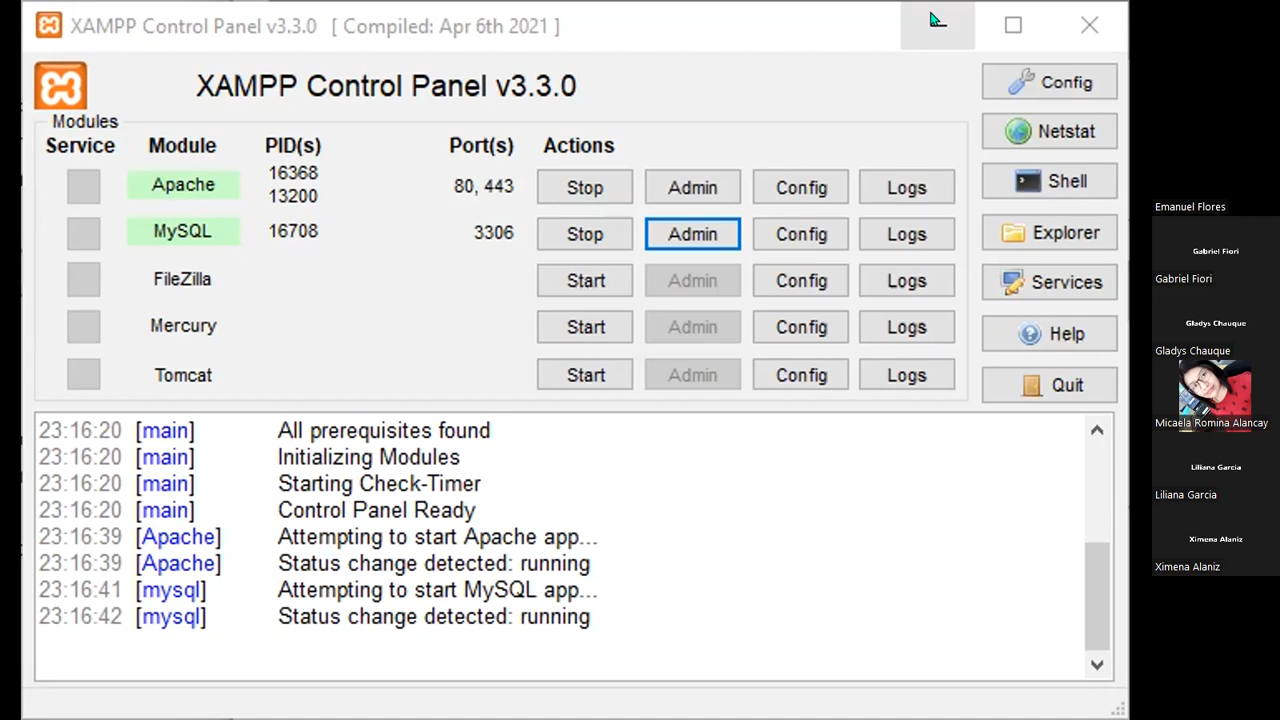 XAMPP Control Panel v3.3.0 [ Compiled: Apr 6th 2021 ]
XAMPP Control Panel v3.3.0
Config
Modules
Service Module PID(s) Port(s) Actions
Netstat
Apache 16368 13200 80, 443 Stop Admin Config Logs
Shell
MySQL 16708 3306 Stop Admin Config Logs
Explorer
FileZilla Start Admin Config Logs
Services
Mercury Start Admin Config Logs
Help
Tomcat Start Admin Config Logs
Quit
23:16:20 [main] All prerequisites found
23:16:20 [main] Initializing Modules
23:16:20 [main] Starting Check-Timer
23:16:20 [main] Control Panel Ready
23:16:39 [Apache] Attempting to start Apache app...
23:16:39 [Apache] Status change detected: running
23:16:41 [mysql] Attempting to start MySQL app...
23:16:42 [mysql] Status change detected: running
Emanuel Flores
Gabriel Fiori
Gabriel Fiori
Gladys Chauque
Gladys Chauque
Micaela Romina Alancay
Liliana Garcia
Liliana Garcia
Ximena Alaniz
Ximena Alaniz